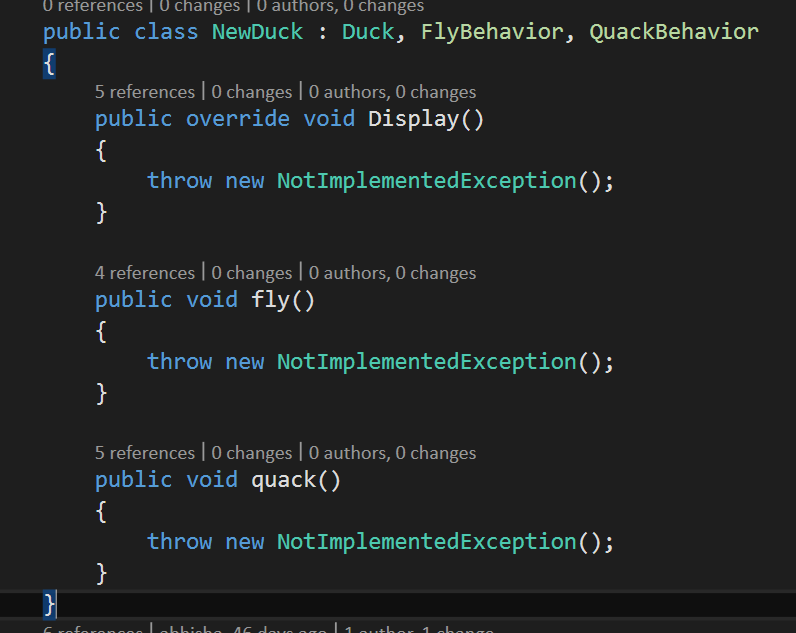 0 references | 0 changes | 0 authors, 0 changes
public class NewDuck : Duck, FlyBehavior, QuackBehavior
{
5 references | 0 changes | 0 authors, 0 changes
public override void Display()
{
throw new NotImplementedException();
}
4 references | 0 changes | 0 authors, 0 changes
public void fly()
{
throw new NotImplementedException();
}
5 references | 0 changes | 0 authors, 0 changes
public void quack()
{
throw new NotImplementedException();
}
}
6 references | abhishe, 46 days ago | 1 author, 1 change